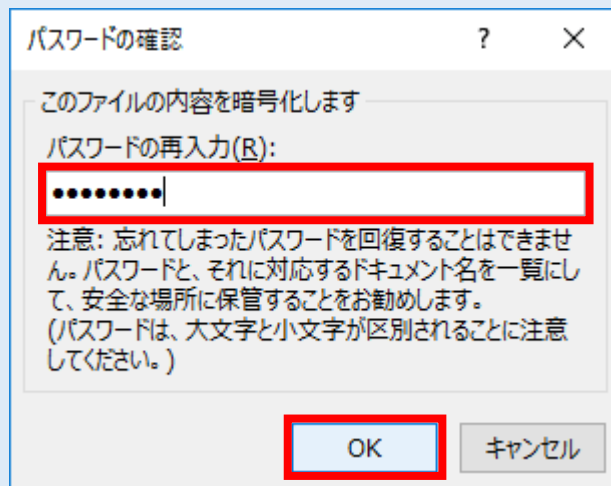 パスワードの確認 ? ×
このファイルの内容を暗号化します
パスワードの再入力(R):
●●●●●●●●
注意: 忘れてしまったパスワードを回復することはできませ
ん。パスワードと、それに対応するドキュメント名を一覧にし
て、安全な場所に保管することをお勧めします。
(パスワードは、大文字と小文字が区別されることに注意
してください。)
OK キャンセル